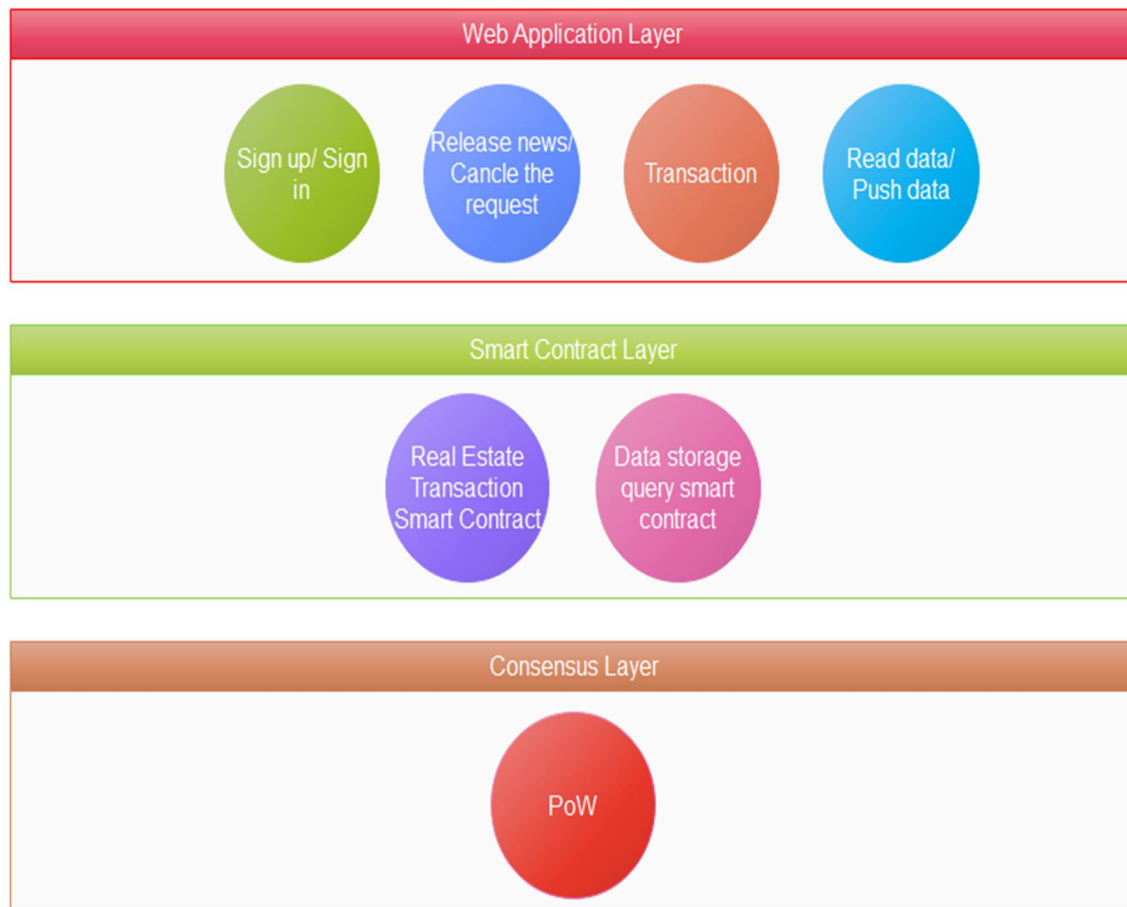 Web Application Layer
Sign up/ Sign
in
Release news/
Cancle the
request
Transaction
Read data/
Push data
Smart Contract Layer
Real Estate
Transaction
Smart Contract
Data storage
query smart
contract
Consensus Layer
PoW